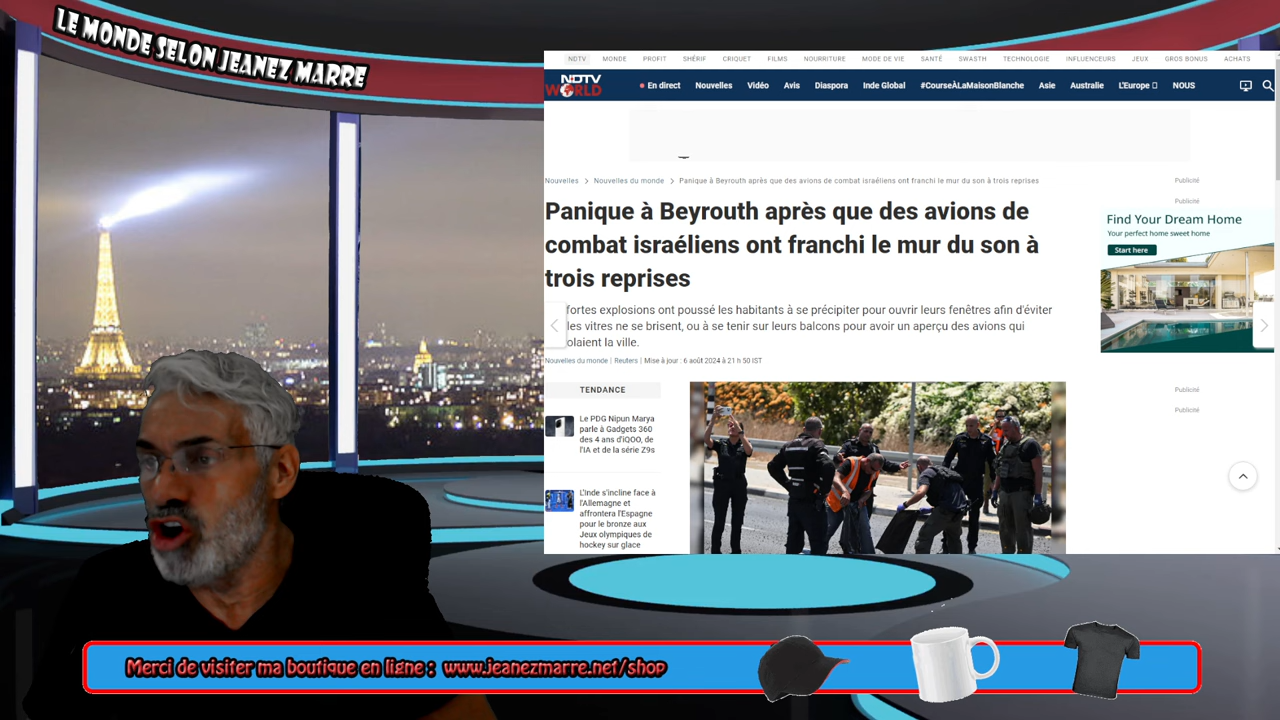 LE MONDE SELON JEANEZ MARRE
NDTV MONDE PROFIT SHÉRIF CRIQUET FILMS NOURRITURE MODE DE VIE SANTÉ SWASTH TECHNOLOGIE INFLUENCEURS JEUX GROS BONUS ACHATS
NDTV
WORLD
En direct Nouvelles Vidéo Avis Diaspora Inde Global #CourseÀLaMaisonBlanche Asie Australie L'Europe NOUS
Nouvelles > Nouvelles du monde > Panique à Beyrouth après que des avions de combat israéliens ont franchi le mur du son à trois reprises
Panique à Beyrouth après que des avions de
combat israéliens ont franchi le mur du son à
trois reprises
fortes explosions ont poussé les habitants à se précipiter pour ouvrir leurs fenêtres afin d'éviter
les vitres ne se brisent, ou à se tenir sur leurs balcons pour avoir un aperçu des avions qui
olaient la ville.
Nouvelles du monde | Reuters | Mise à jour : 6 août 2024 à 21 h 50 IST
TENDANCE
Le PDG Nipun Marya
parle à Gadgets 360
des 4 ans d'iQOO, de
l'IA et de la série Z9s
L'Inde s'incline face à
l'Allemagne et
affrontera l'Espagne
pour le bronze aux
Jeux olympiques de
hockey sur glace
Publicité
Publicité
Find Your Dream Home
Your perfect home sweet home
Start here
Publicité
Publicité
Merci de visiter ma boutique en ligne : www.jeanezmarre.net/shop